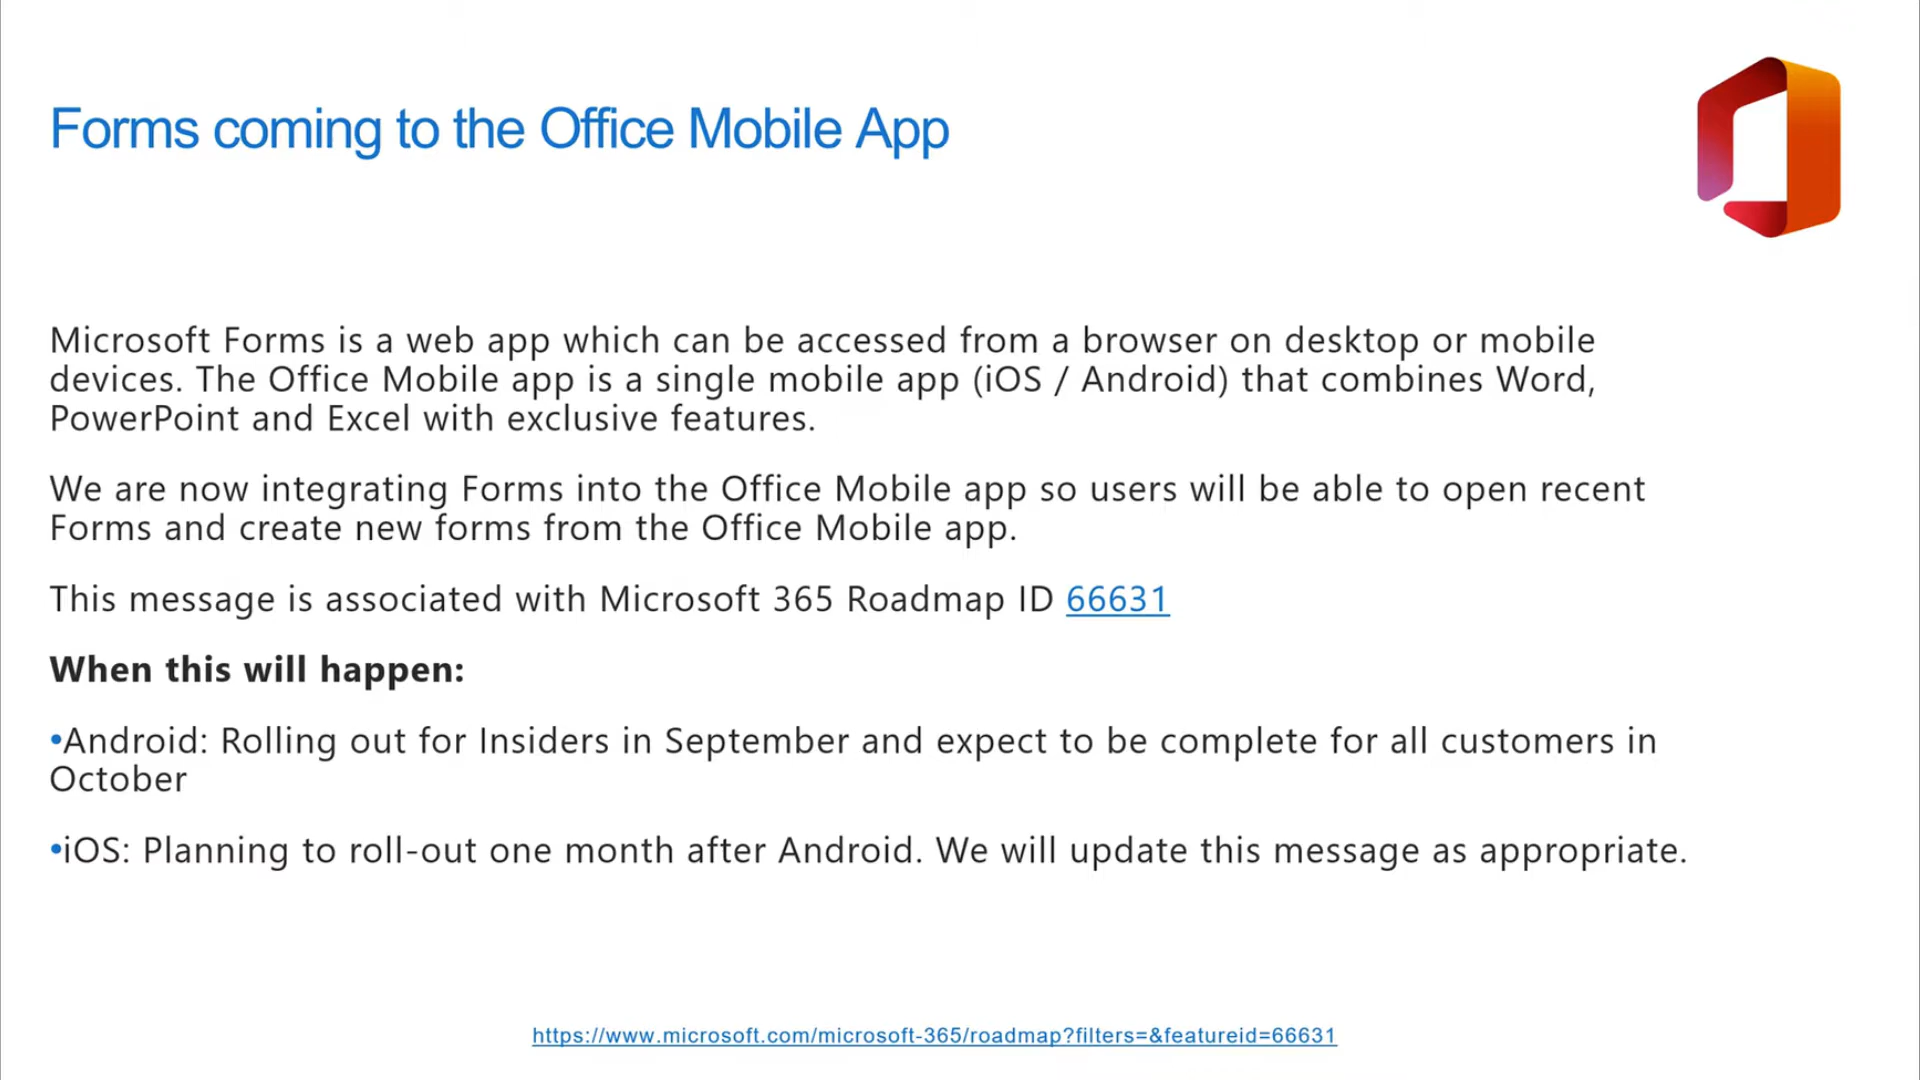 Forms coming to the Office Mobile App
Microsoft Forms is a web app which can be accessed from a browser on desktop or mobile
devices. The Office Mobile app is a single mobile app (iOS / Android) that combines Word,
PowerPoint and Excel with exclusive features.
We are now integrating Forms into the Office Mobile app so users will be able to open recent
Forms and create new forms from the Office Mobile app.
This message is associated with Microsoft 365 Roadmap ID 66631
When this will happen:
•Android: Rolling out for Insiders in September and expect to be complete for all customers in
October
•iOS: Planning to roll-out one month after Android. We will update this message as appropriate.
https://www.microsoft.com/microsoft-365/roadmap?filters=&featureid=66631